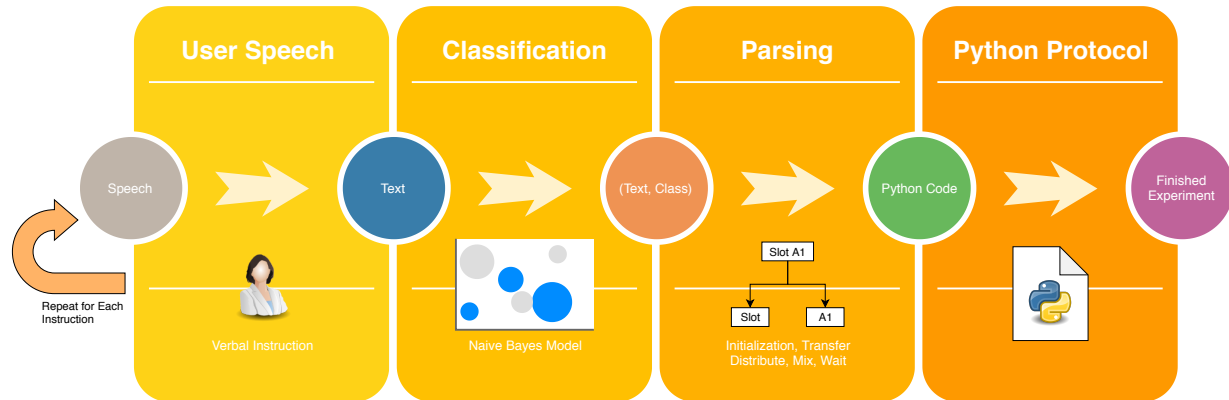 User Speech
Classification
Parsing
Python Protocol
Speech
Text
(Text, Class)
Python Code
Finished
Experiment
Repeat for Each
Instruction
Slot A1
Slot
A1
Verbal Instruction
Naive Bayes Model
Initialization, Transfer
Distribute, Mix, Wait